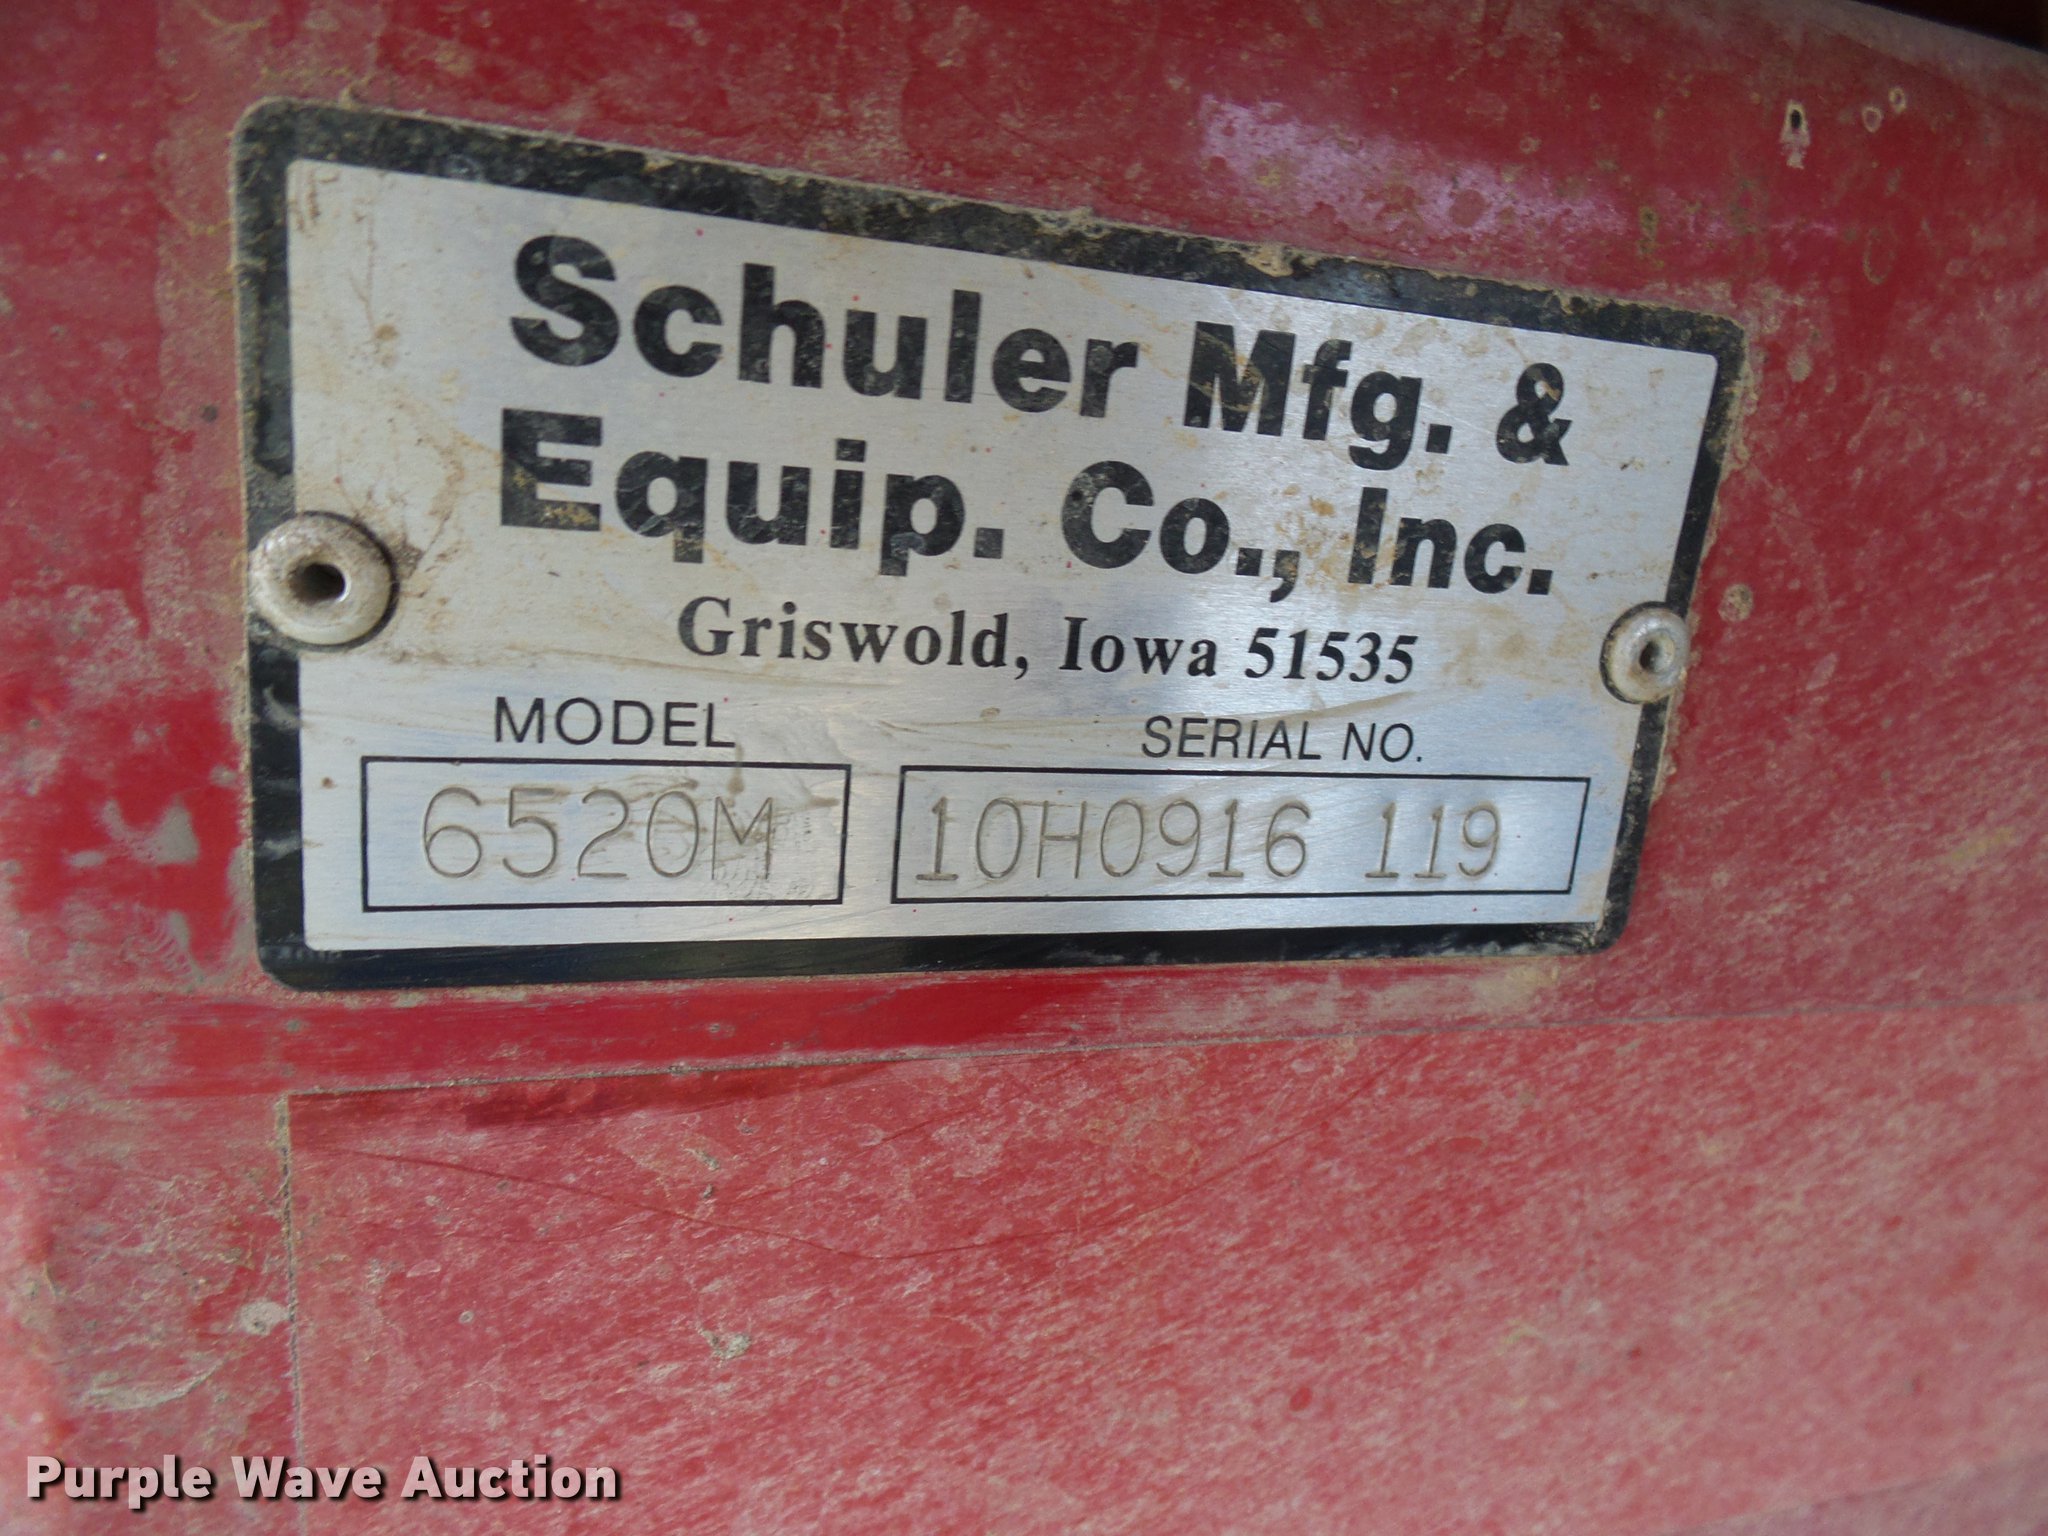 Schuler Mfg. &
Equip. Co., Inc.
Griswold, Iowa 51535
MODEL SERIAL NO.
6520M 10H0916 119
Purple Wave Auction